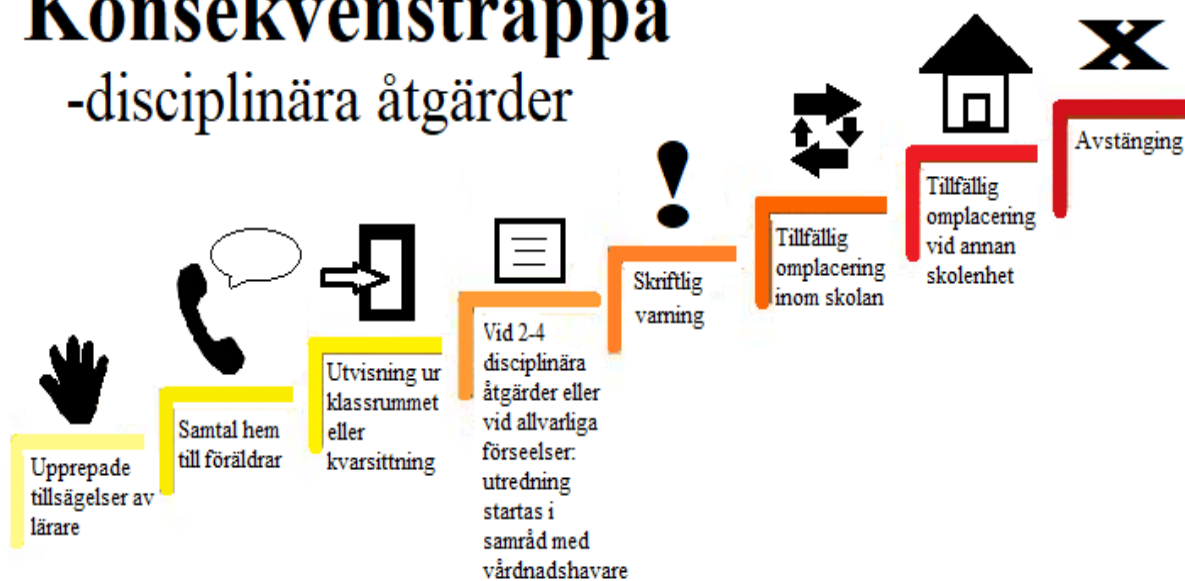 Konsekvenstrappa
-disciplinära åtgärder
Upprepade
tillsägelser av
lärare
Samtal hem
till föräldrar
Utvisning ur
klassrummet
eller
kvarsittning
Vid 2-4
disciplinära
åtgärder eller
vid allvarliga
förseelser:
utredning
startas i
samråd med
vårdnadshavare
Skriftlig
varning
Tillfällig
omplacering
inom skolan
Tillfällig
omplacering
vid annan
skolenhet
Avstänging